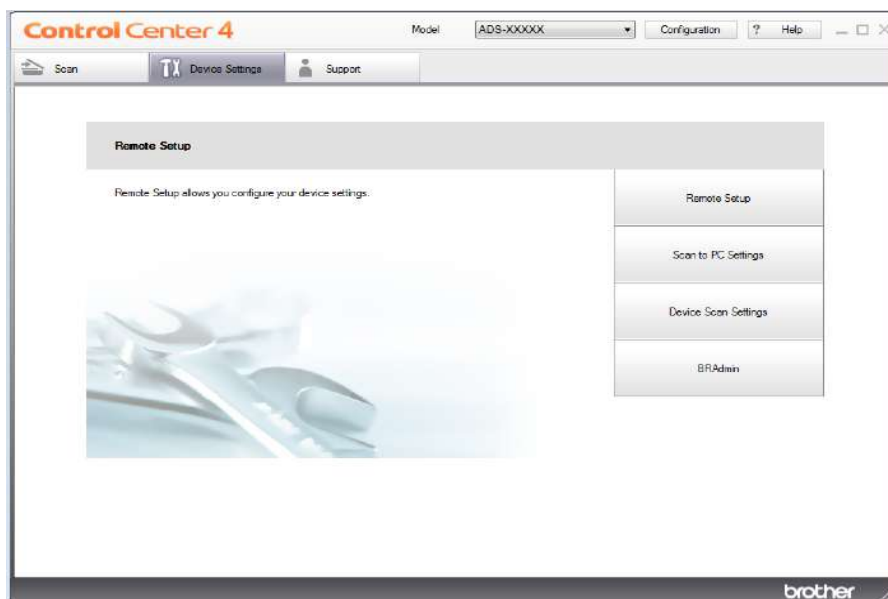 Control Center 4
Model
ADS-XXXXX
Configuration
? Help
Scan
Device Settings
Support
Remote Setup
Remote Setup allows you configure your device settings.
Remote Setup
Scan to PC Settings
Device Scan Settings
BRAdmin
brother